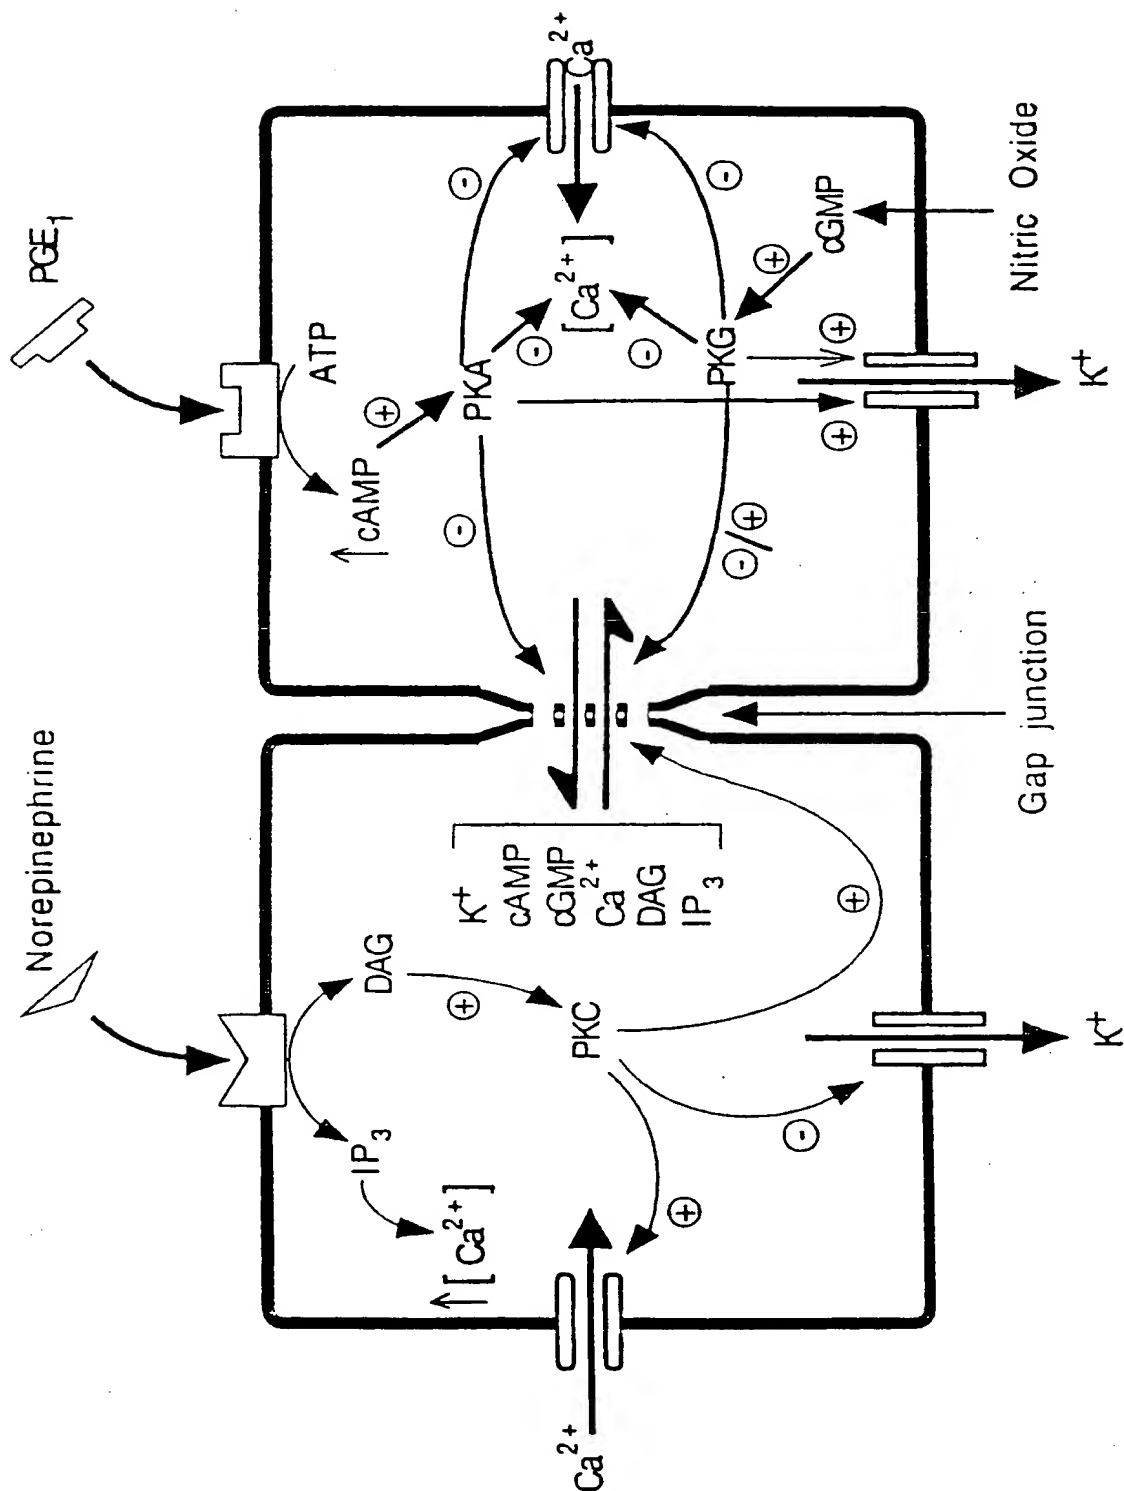 Norepinephrine
PGE1
DAG
IP3
↑[Ca2+]
+
PKC
+
-
+
Ca2+
K+
K+
cAMP
cGMP
Ca2+
DAG
IP3
ATP
↑cAMP
+
PKA
-
-
-
+
[Ca2+]
-
-
-/+
PKG
+
+
cGMP
Ca2+
K+
Gap junction
Nitric Oxide